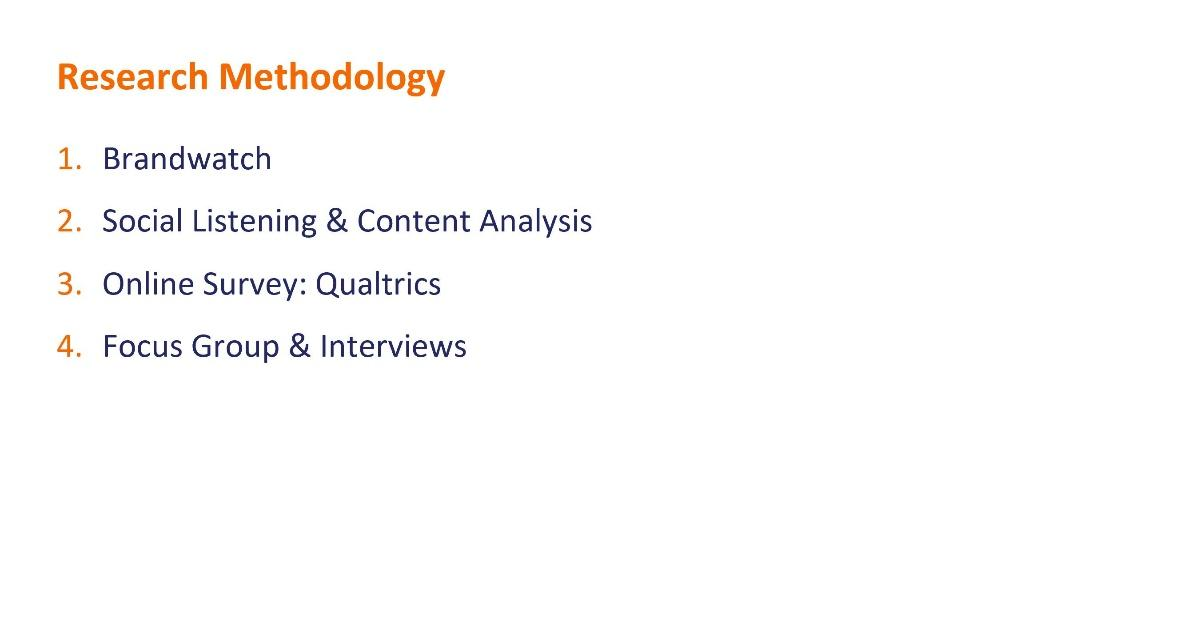 Research Methodology
1. Brandwatch
2. Social Listening & Content Analysis
3. Online Survey: Qualtrics
4. Focus Group & Interviews